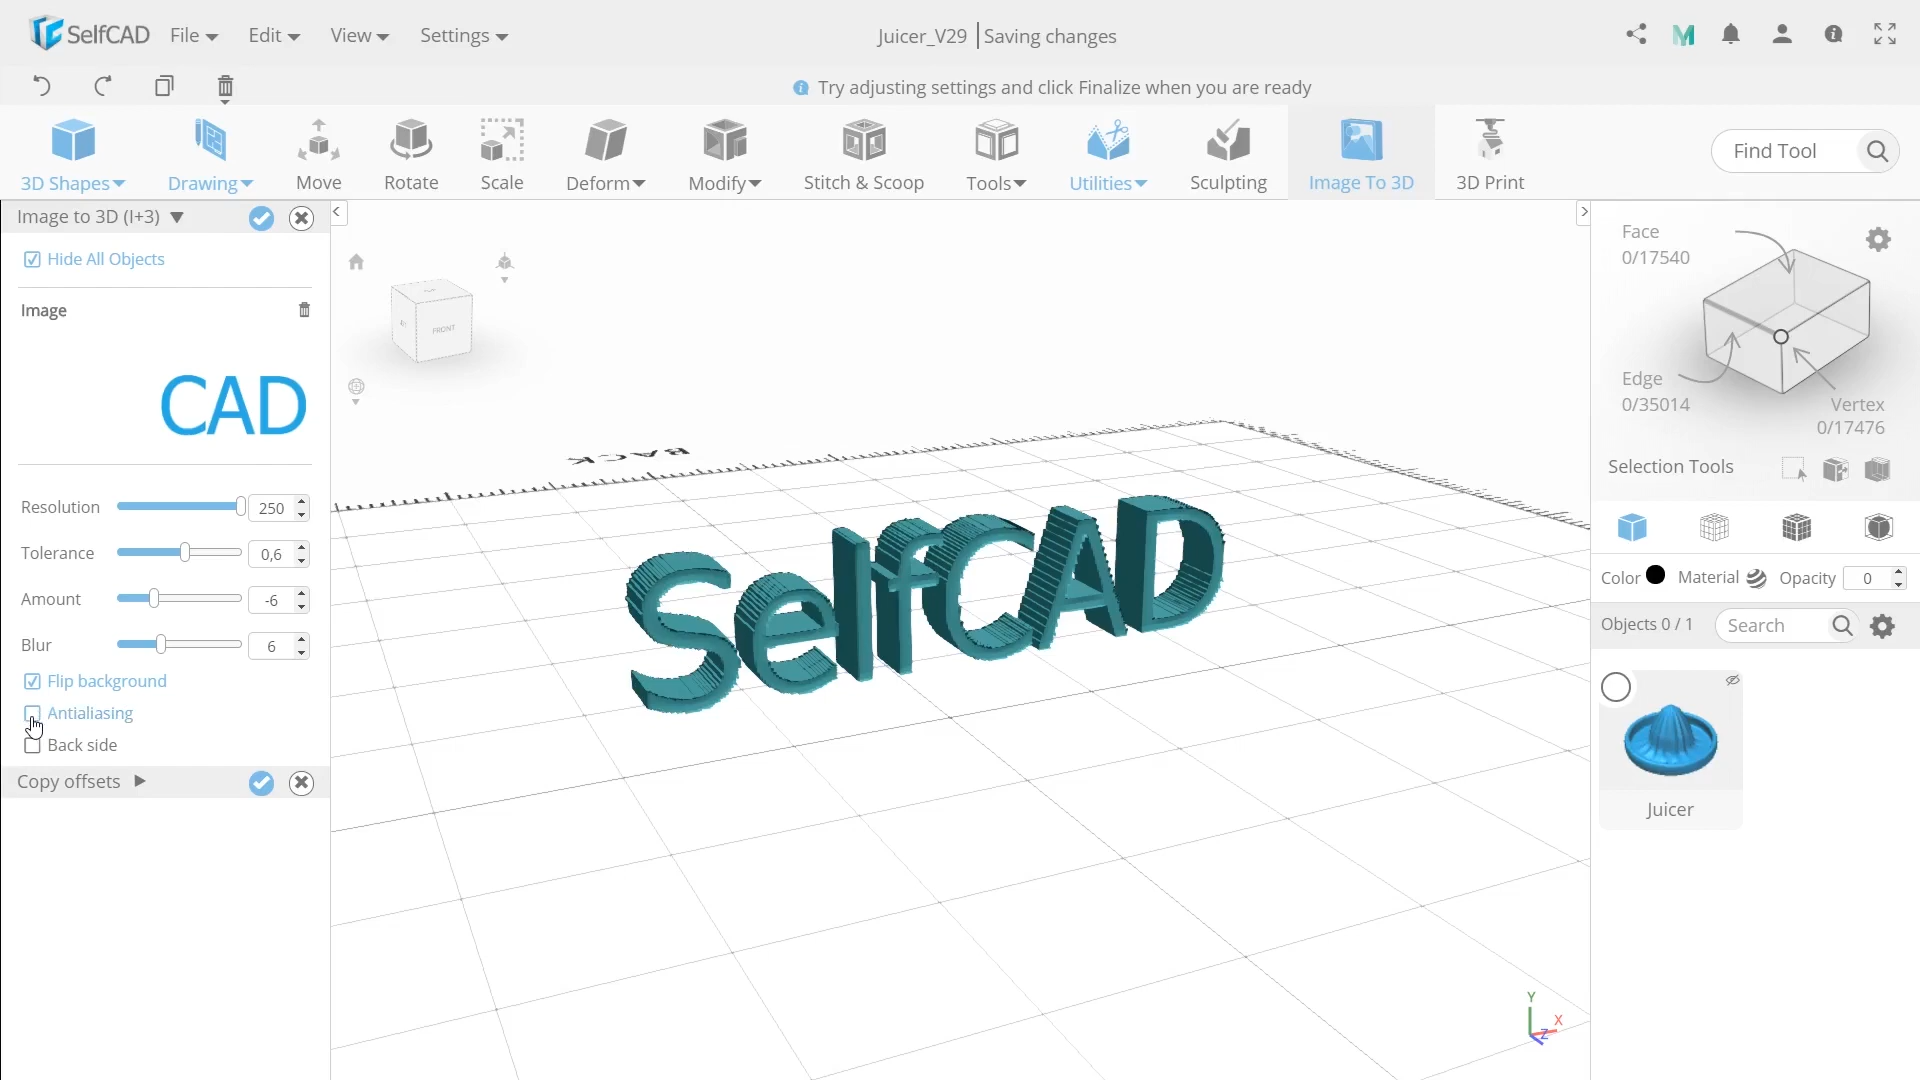 SelfCAD File Edit View Settings Juicer_V29 Saving changes
Try adjusting settings and click Finalize when you are ready
3D Shapes Drawing Move Rotate Scale Deform Modify Stitch & Scoop Tools Utilities Sculpting Image To 3D 3D Print Find Tool
Image to 3D (I+3)
Hide All Objects
Image
CAD
Resolution 250
Tolerance 0,6
Amount -6
Blur 6
Flip background
Antialiasing
Back side
Copy offsets
FRONT
BACK
SelfCAD
Y
X
Z
Face
0/17540
Edge
0/35014
Vertex
0/17476
Selection Tools
Color Material Opacity 0
Objects 0 / 1 Search
Juicer